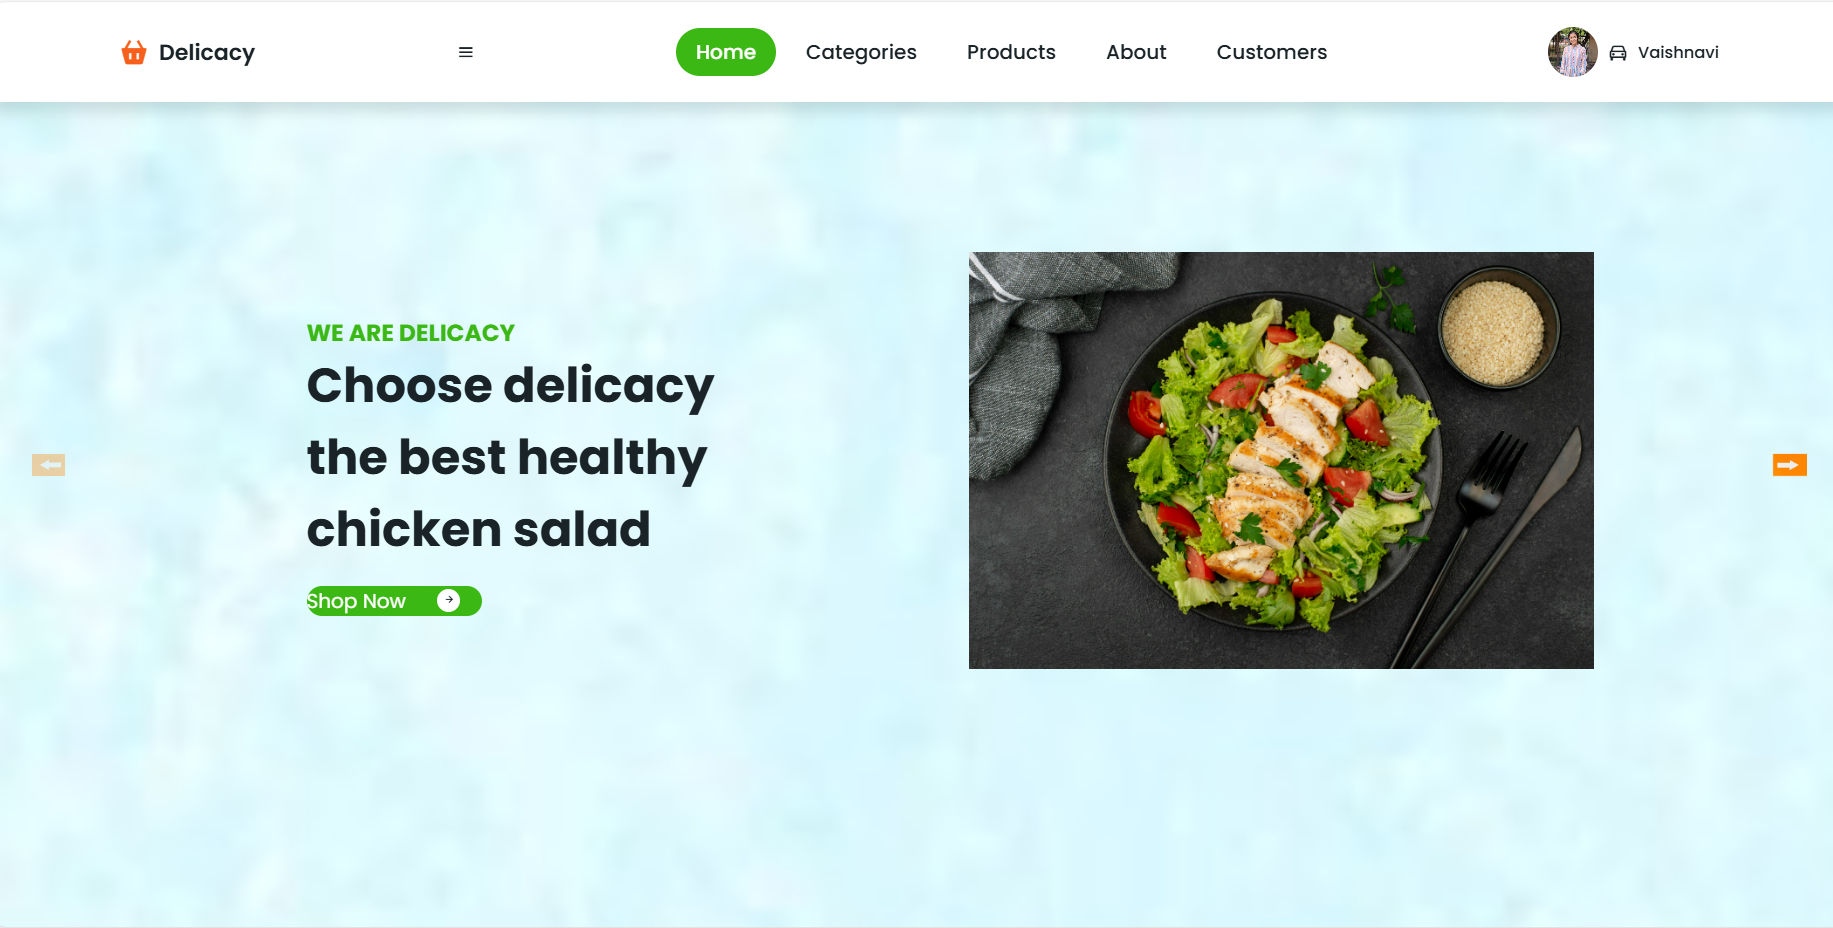 Delicacy
Home Categories Products About Customers
Vaishnavi
WE ARE DELICACY
Choose delicacy
the best healthy
chicken salad
Shop Now